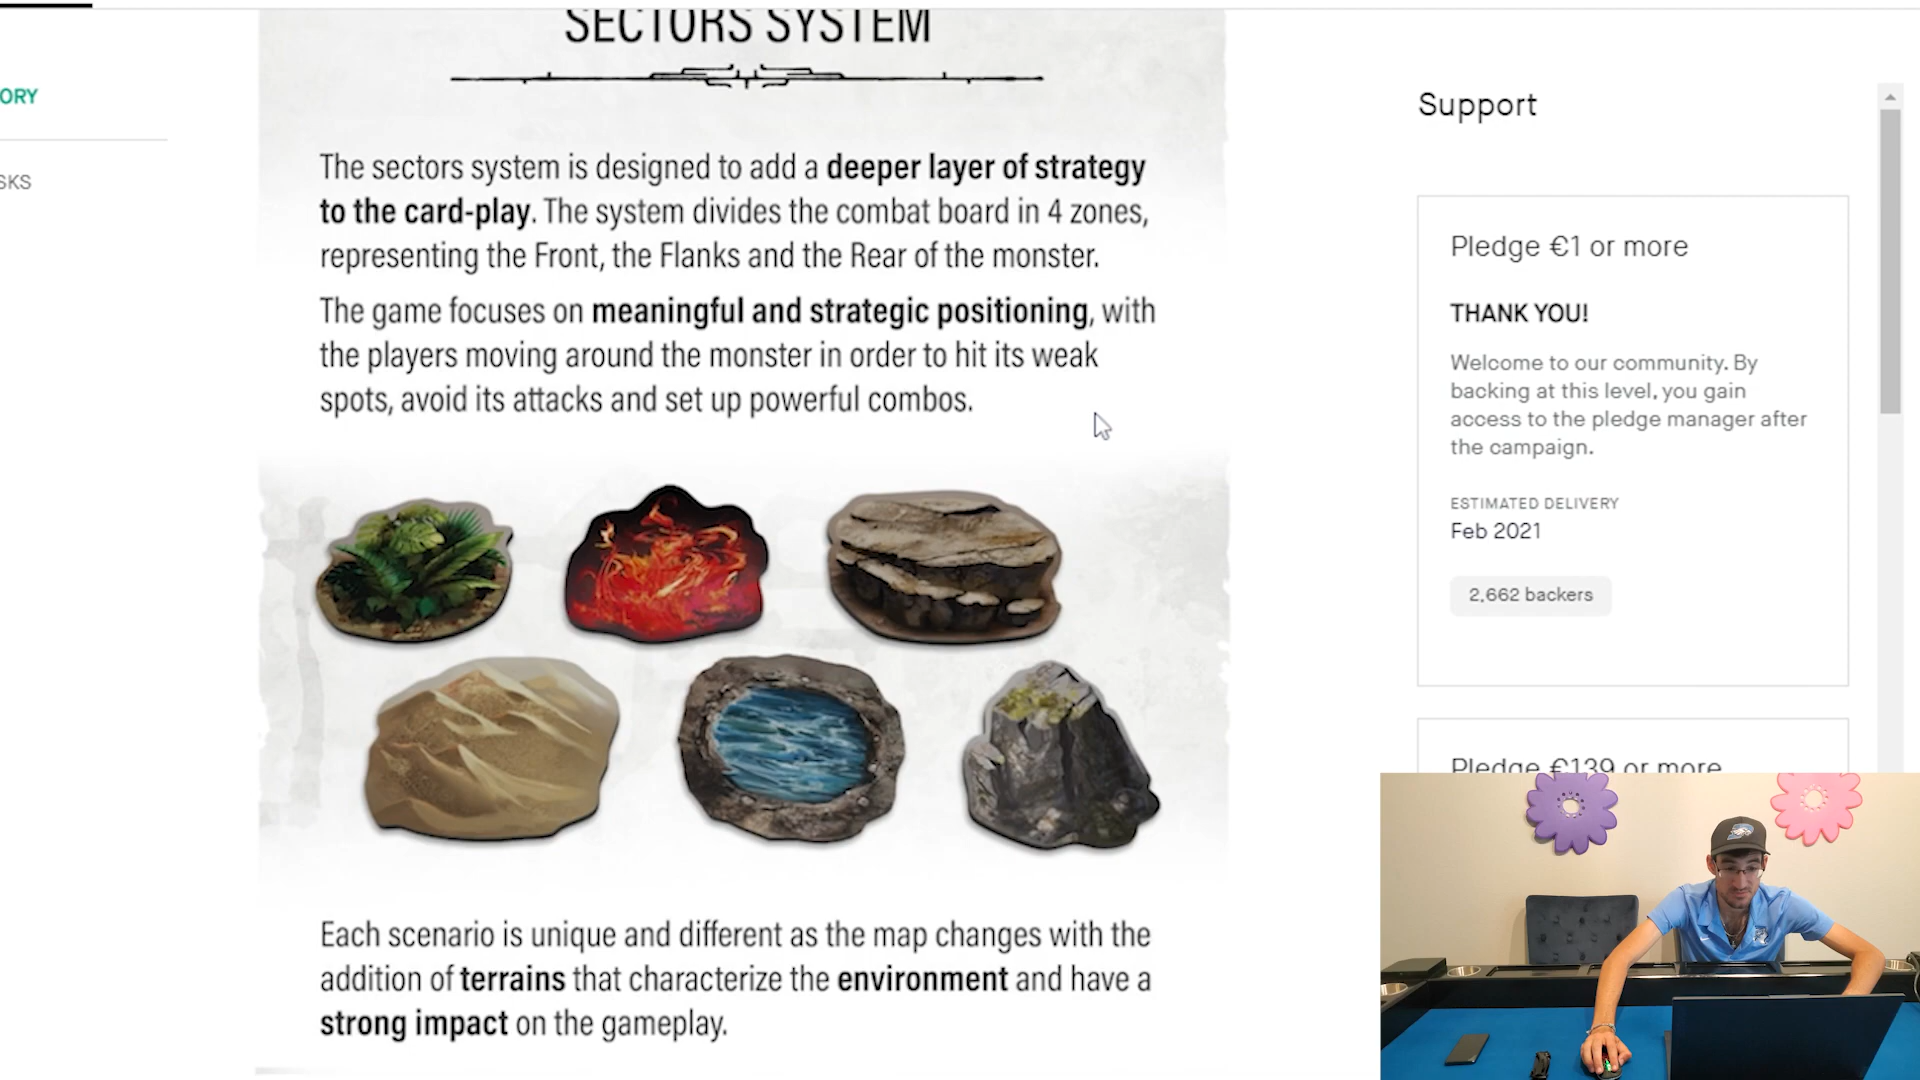 SECTORS SYSTEM
ORY
SKS
The sectors system is designed to add a deeper layer of strategy
to the card-play. The system divides the combat board in 4 zones,
representing the Front, the Flanks and the Rear of the monster.
The game focuses on meaningful and strategic positioning, with
the players moving around the monster in order to hit its weak
spots, avoid its attacks and set up powerful combos.
Each scenario is unique and different as the map changes with the
addition of terrains that characterize the environment and have a
strong impact on the gameplay.
Support
Pledge €1 or more
THANK YOU!
Welcome to our community. By
backing at this level, you gain
access to the pledge manager after
the campaign.
ESTIMATED DELIVERY
Feb 2021
2,662 backers
Pledge €139 or more